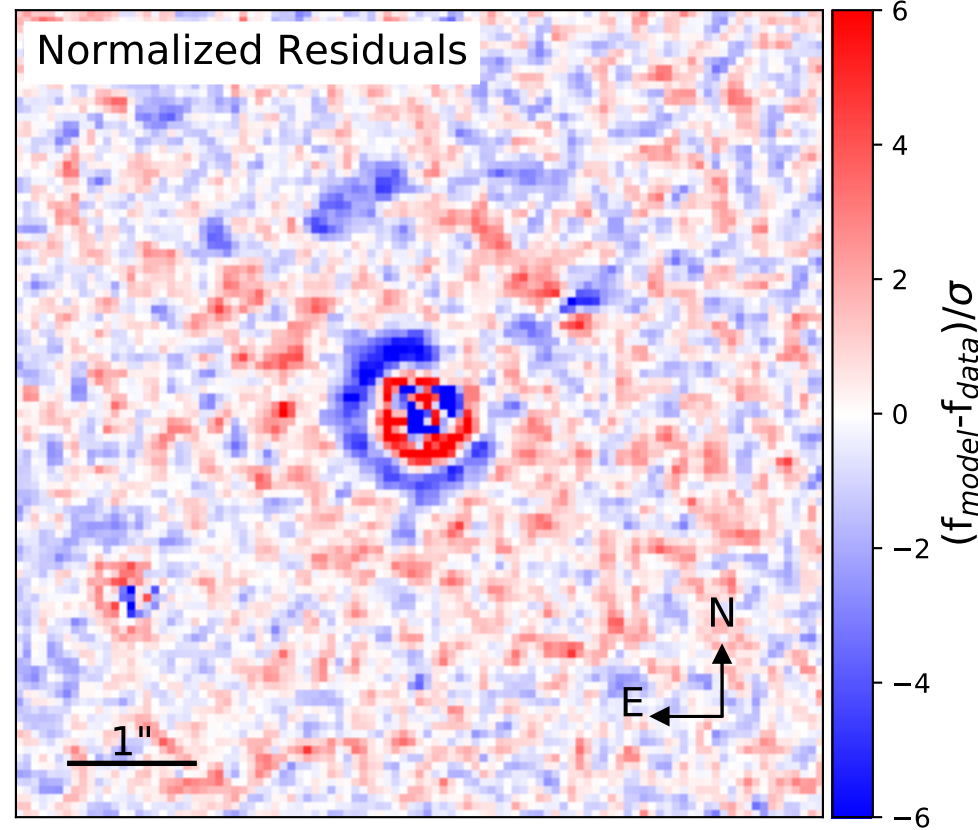 Normalized Residuals
6
4
2
0
−2
−4
−6
(f_model-f_data)/σ
N
E
1"